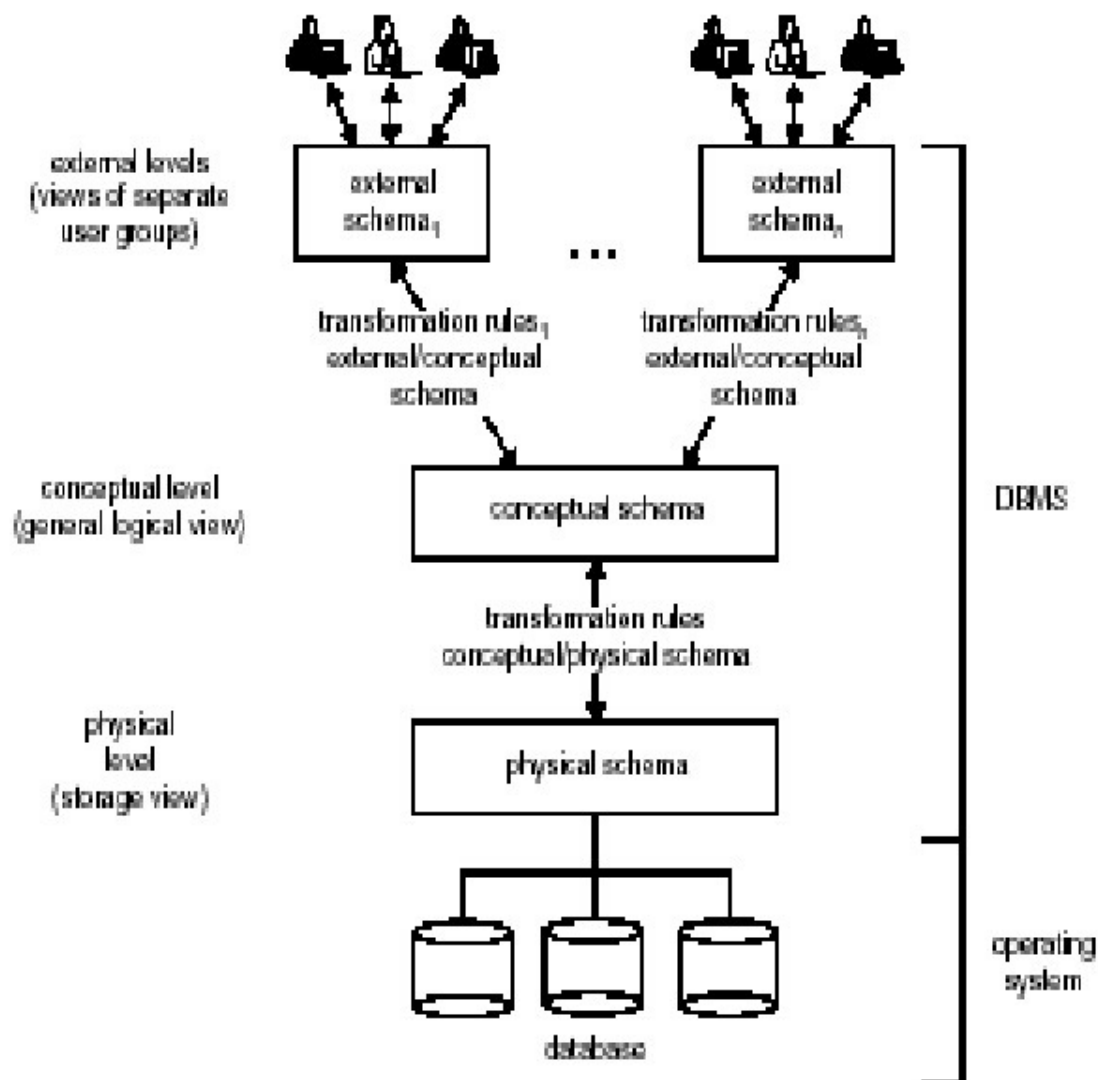 external levels
(views of separate
user groups)
external
schema₁
...
external
schemaₙ
transformation rules₁
external/conceptual
schema
transformation rulesₙ
external/conceptual
schema
conceptual level
(general logical view)
conceptual schema
DBMS
transformation rules
conceptual/physical schema
physical
level
(storage view)
physical schema
operating
system
database